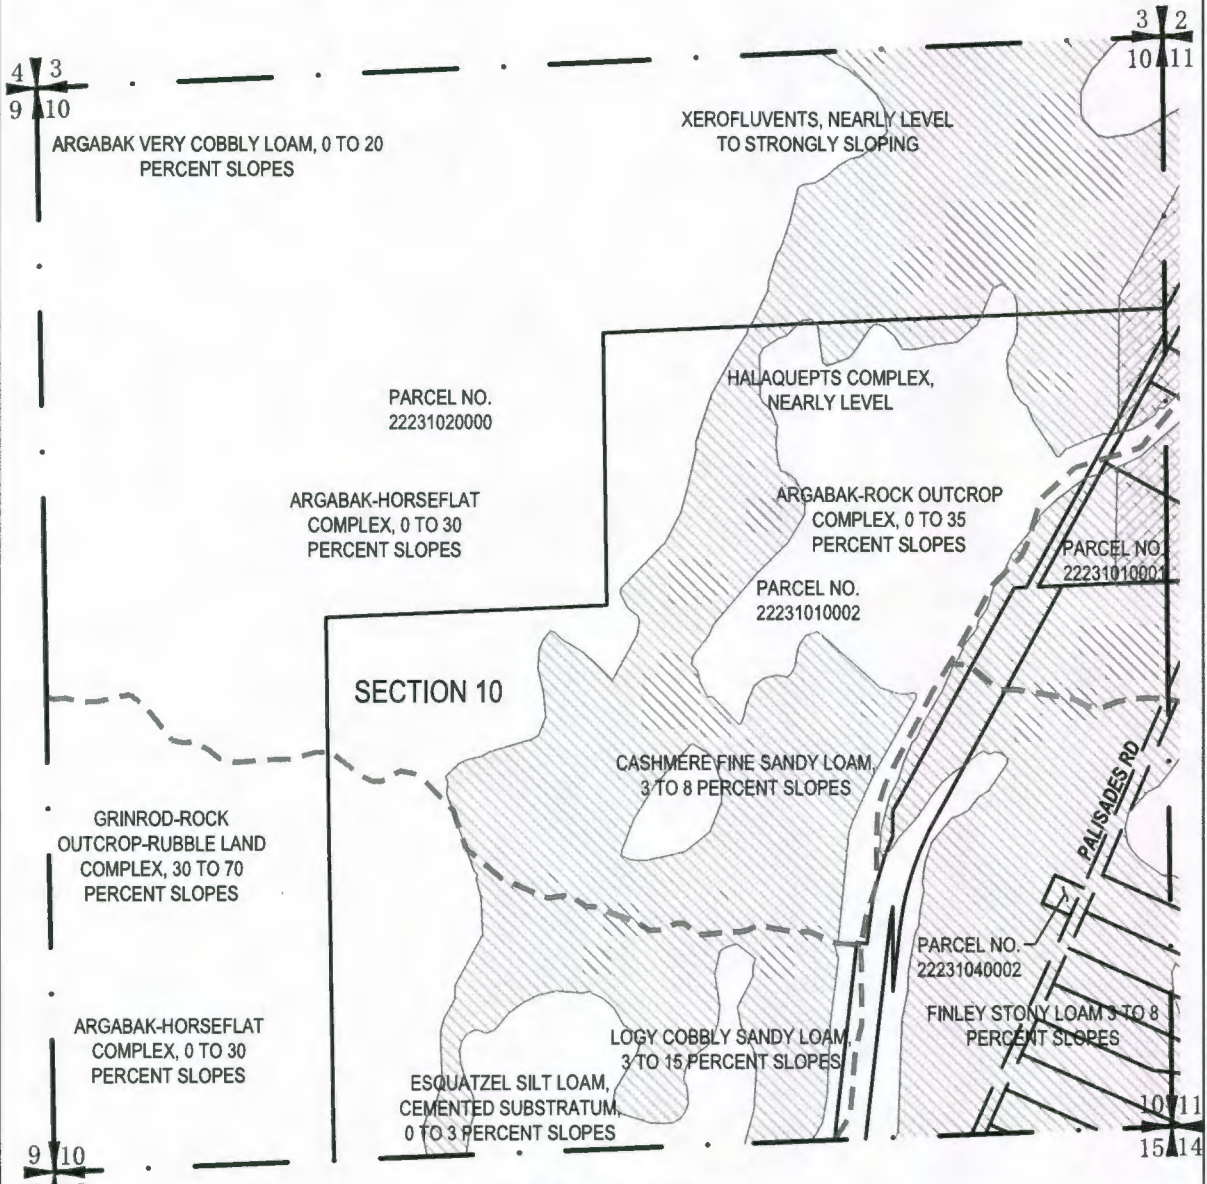 3 2
10 11
4 3
9 10
ARGABAK VERY COBBLY LOAM, 0 TO 20
PERCENT SLOPES
XEROFLUVENTS, NEARLY LEVEL
TO STRONGLY SLOPING
HALAQUEPTS COMPLEX,
NEARLY LEVEL
PARCEL NO.
22231020000
ARGABAK-HORSEFLAT
COMPLEX, 0 TO 30
PERCENT SLOPES
ARGABAK-ROCK OUTCROP
COMPLEX, 0 TO 35
PERCENT SLOPES
PARCEL NO.
22231010001
PARCEL NO.
22231010002
SECTION 10
CASHMERE FINE SANDY LOAM,
3 TO 8 PERCENT SLOPES
PALISADES RD
GRINROD-ROCK
OUTCROP-RUBBLE LAND
COMPLEX, 30 TO 70
PERCENT SLOPES
PARCEL NO.
22231040002
FINLEY STONY LOAM 3 TO 8
PERCENT SLOPES
ARGABAK-HORSEFLAT
COMPLEX, 0 TO 30
PERCENT SLOPES
LOGY COBBLY SANDY LOAM,
3 TO 15 PERCENT SLOPES
ESQUATZEL SILT LOAM,
CEMENTED SUBSTRATUM,
0 TO 3 PERCENT SLOPES
10 11
15 14
9 10